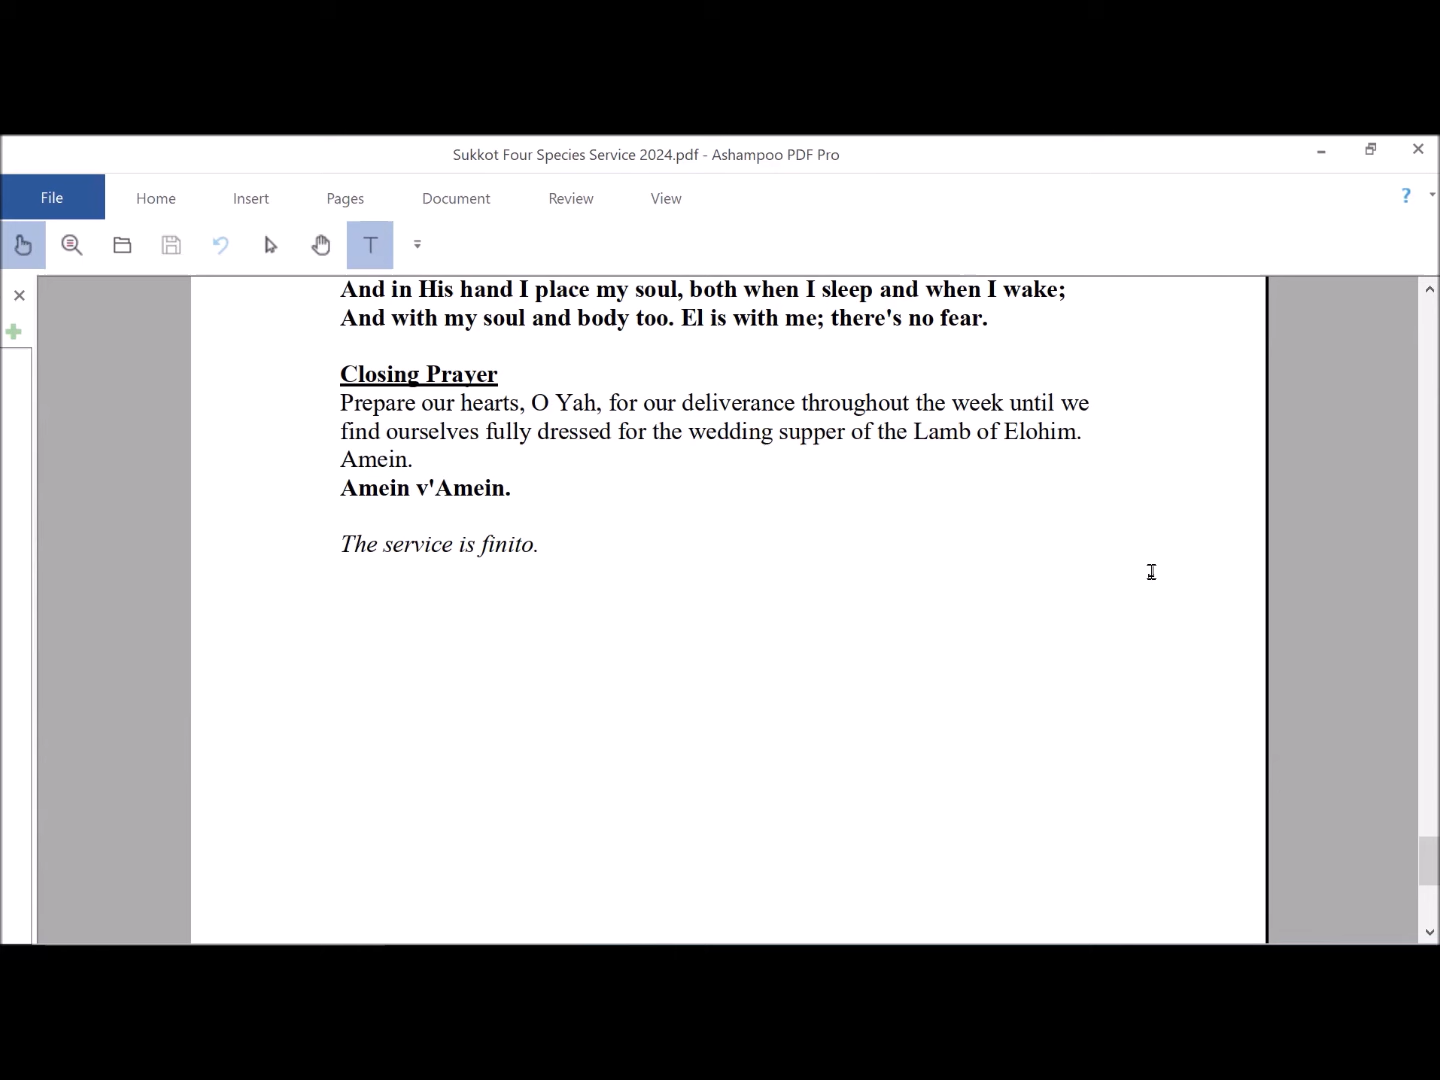 Sukkot Four Species Service 2024.pdf - Ashampoo PDF Pro
File Home Insert Pages Document Review View
T
And in His hand I place my soul, both when I sleep and when I wake;
And with my soul and body too. El is with me; there's no fear.
Closing Prayer
Prepare our hearts, O Yah, for our deliverance throughout the week until we
find ourselves fully dressed for the wedding supper of the Lamb of Elohim.
Amein.
Amein v'Amein.
The service is finito.